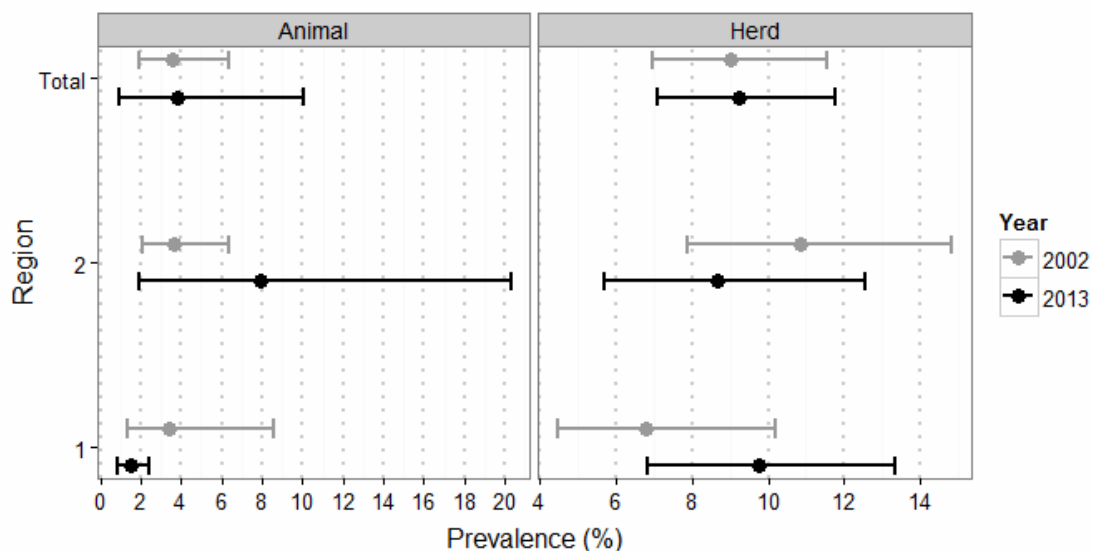 Animal Herd
Total
2
1
Region
0 2 4 6 8 10 12 14 16 18 20 4 6 8 10 12 14
Prevalence (%)
Year
2002
2013